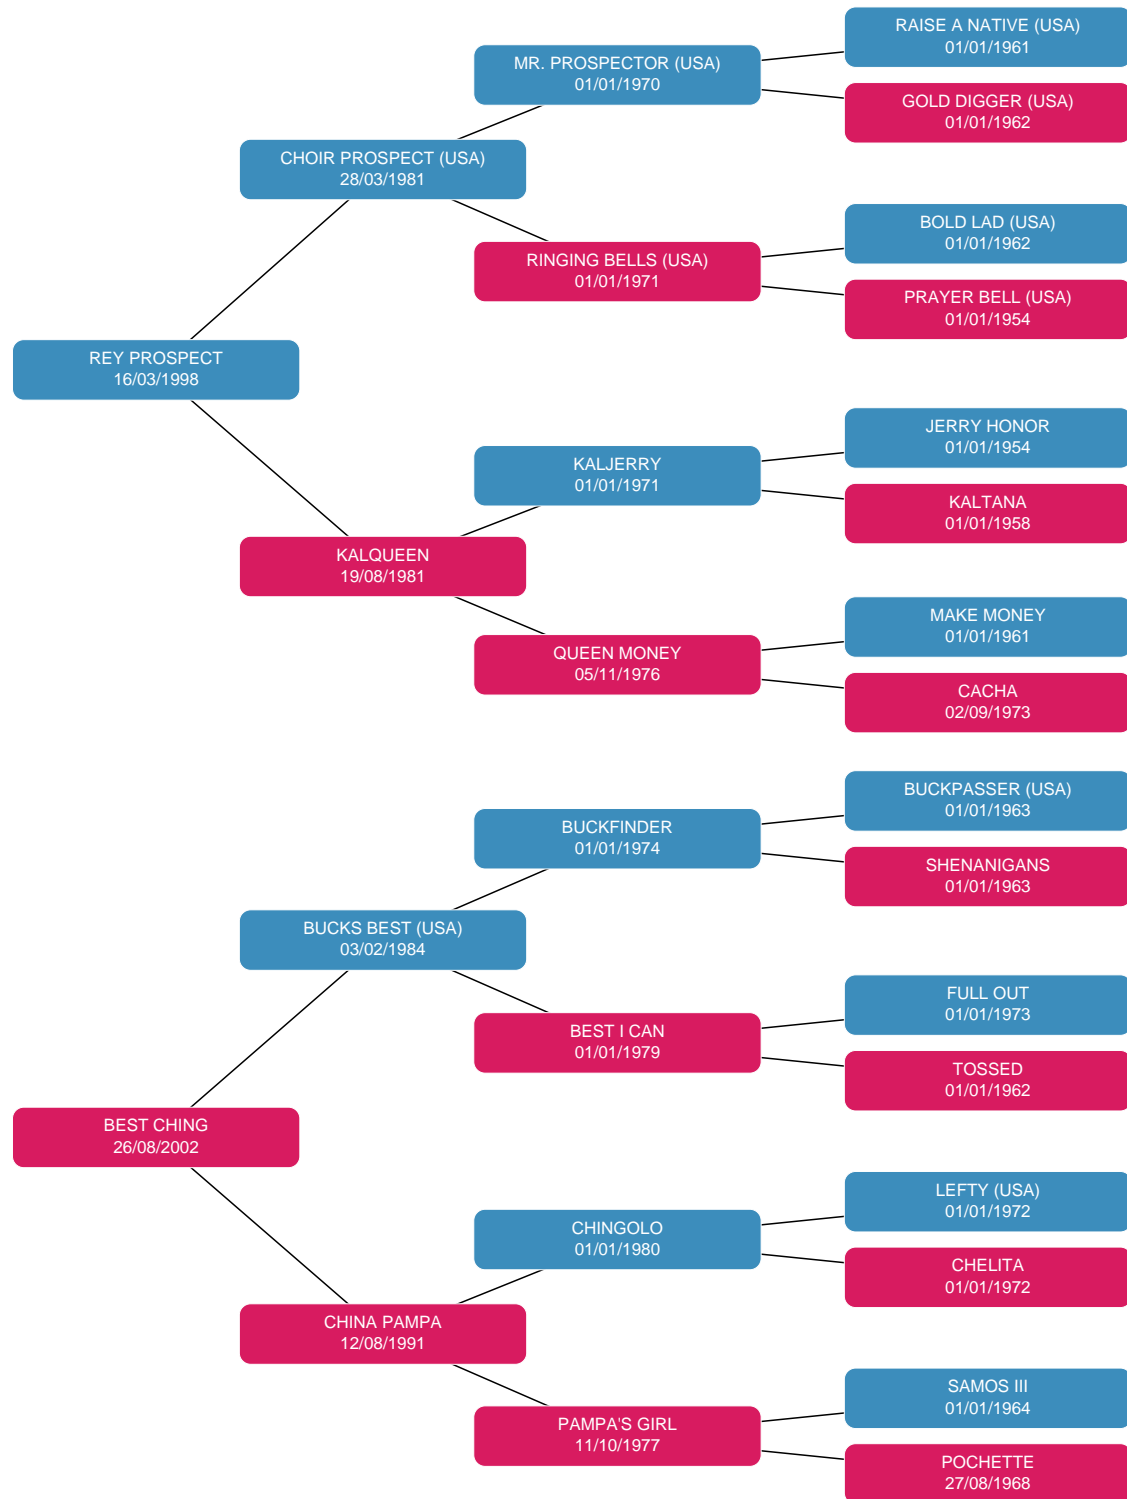 RAISE A NATIVE (USA)
01/01/1961
MR. PROSPECTOR (USA)
01/01/1970
GOLD DIGGER (USA)
01/01/1962
CHOIR PROSPECT (USA)
28/03/1981
BOLD LAD (USA)
01/01/1962
RINGING BELLS (USA)
01/01/1971
PRAYER BELL (USA)
01/01/1954
REY PROSPECT
16/03/1998
JERRY HONOR
01/01/1954
KALJERRY
01/01/1971
KALTANA
01/01/1958
KALQUEEN
19/08/1981
MAKE MONEY
01/01/1961
QUEEN MONEY
05/11/1976
CACHA
02/09/1973
BUCKPASSER (USA)
01/01/1963
BUCKFINDER
01/01/1974
SHENANIGANS
01/01/1963
BUCKS BEST (USA)
03/02/1984
FULL OUT
01/01/1973
BEST I CAN
01/01/1979
TOSSED
01/01/1962
BEST CHING
26/08/2002
LEFTY (USA)
01/01/1972
CHINGOLO
01/01/1980
CHELITA
01/01/1972
CHINA PAMPA
12/08/1991
SAMOS III
01/01/1964
PAMPA'S GIRL
11/10/1977
POCHETTE
27/08/1968